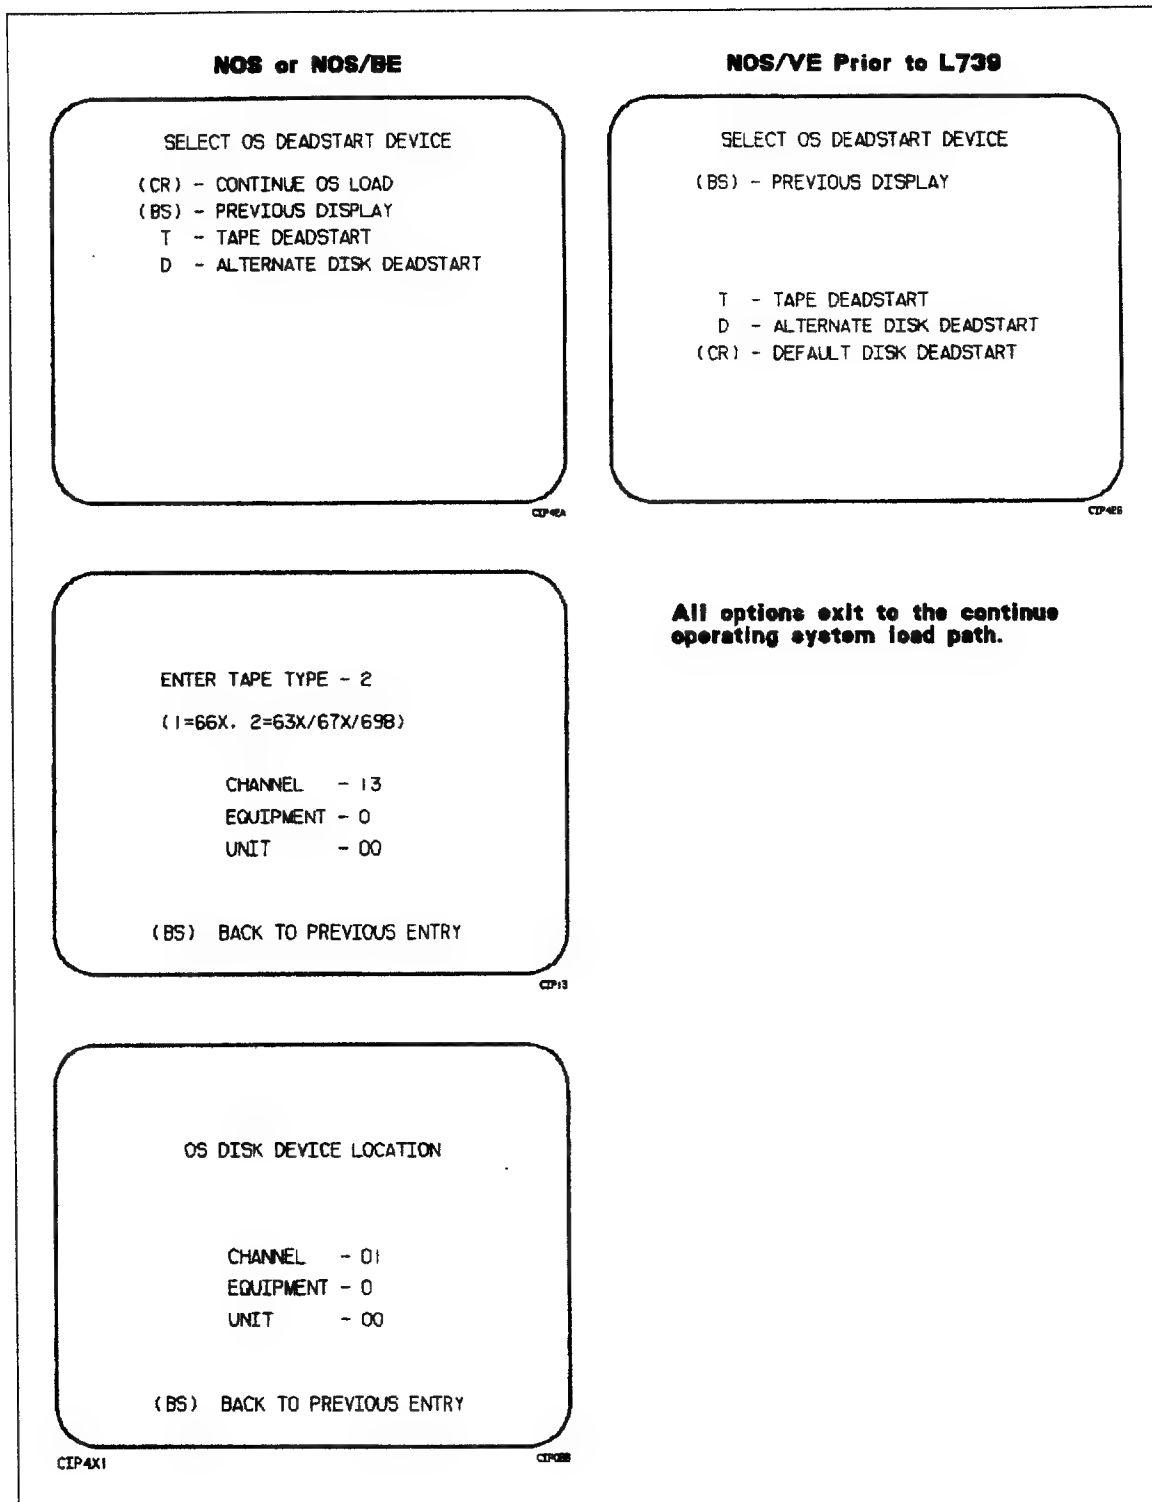 NOS or NOS/BE
SELECT OS DEADSTART DEVICE
(CR) - CONTINUE OS LOAD
(BS) - PREVIOUS DISPLAY
T - TAPE DEADSTART
D - ALTERNATE DISK DEADSTART
CIP4EA
NOS/VE Prior to L739
SELECT OS DEADSTART DEVICE
(BS) - PREVIOUS DISPLAY
T - TAPE DEADSTART
D - ALTERNATE DISK DEADSTART
(CR) - DEFAULT DISK DEADSTART
CIP4EB
ENTER TAPE TYPE - 2
(1=66X, 2=63X/67X/698)
CHANNEL - 13
EQUIPMENT - 0
UNIT - 00
(BS) BACK TO PREVIOUS ENTRY
CIP13
All options exit to the continue
operating system load path.
OS DISK DEVICE LOCATION
CHANNEL - 01
EQUIPMENT - 0
UNIT - 00
(BS) BACK TO PREVIOUS ENTRY
CIP4X1